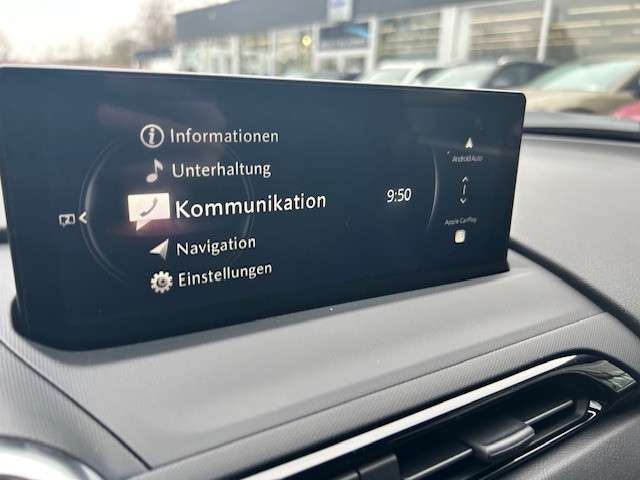 Informationen
Unterhaltung
Kommunikation
Navigation
Einstellungen
9:50
Android Auto
Apple CarPlay